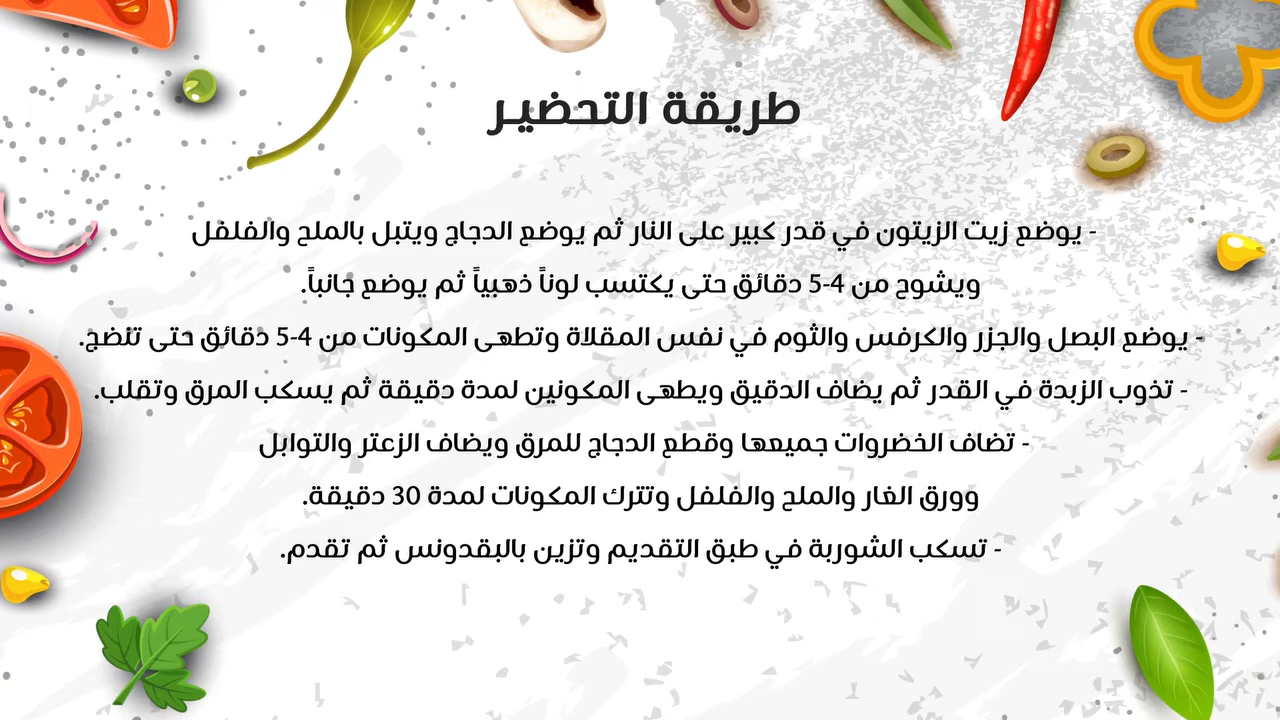 طريقة التحضير
- يوضع زيت الزيتون في قدر كبير على النار ثم يوضع الدجاج ويتبل بالملح والفلفل
ويشوح من 4-5 دقائق حتى يكتسب لوناً ذهبياً ثم يوضع جانباً.
- يوضع البصل والجزر والكرفس والثوم في نفس المقلاة وتطهى المكونات من 4-5 دقائق حتى تنضج.
- تذوب الزبدة في القدر ثم يضاف الدقيق ويطهى المكونين لمدة دقيقة ثم يسكب المرق وتقلب.
- تضاف الخضروات جميعها وقطع الدجاج للمرق ويضاف الزعتر والتوابل
وورق الغار والملح والفلفل وتترك المكونات لمدة 30 دقيقة.
- تسكب الشوربة في طبق التقديم وتزين بالبقدونس ثم تقدم.